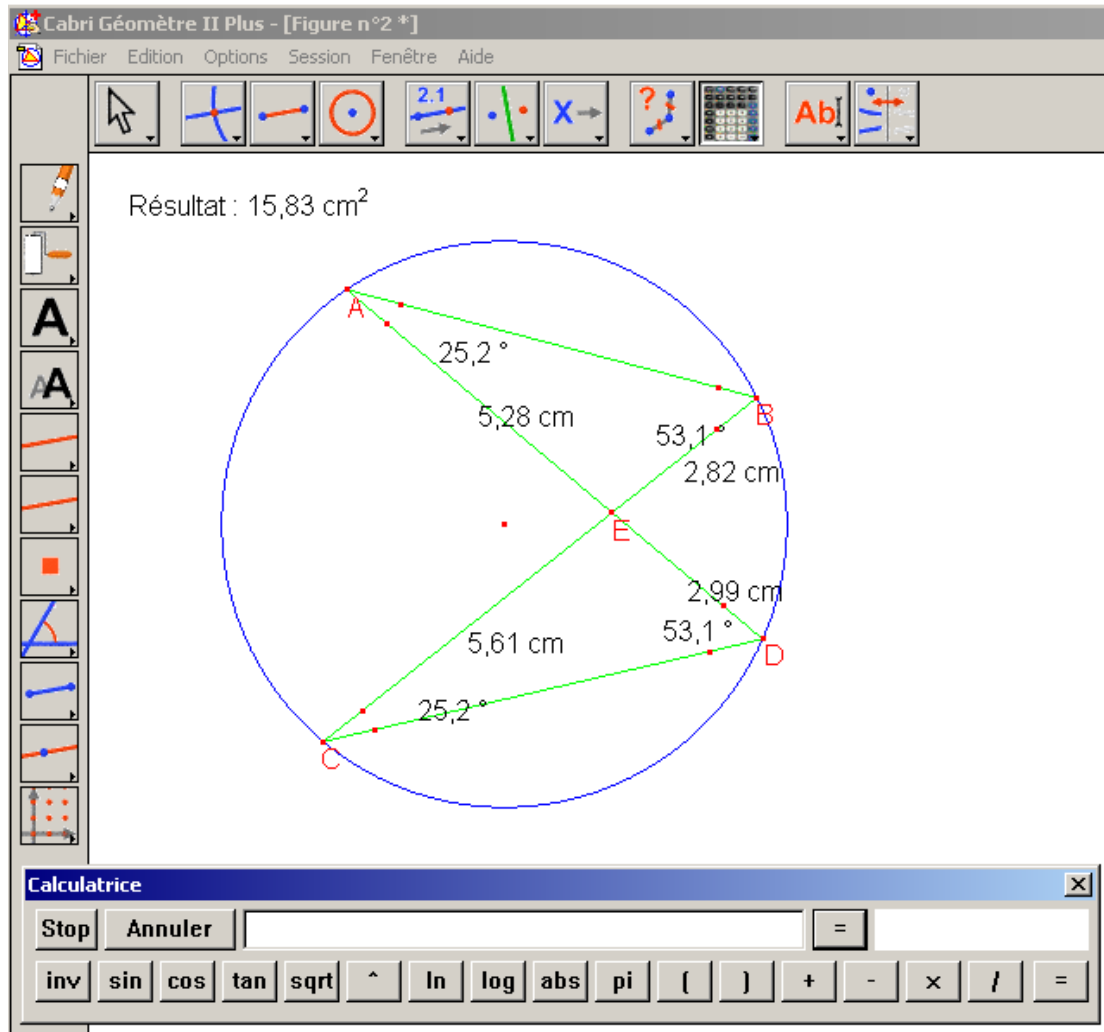 Cabri Géomètre II Plus - [Figure n°2 *]
Fichier Edition Options Session Fenêtre Aide
2.1 X ? Ab
A
AA
Résultat : 15,83 cm²
A
25,2 °
5,28 cm
B
53,1 °
2,82 cm
E
2,99 cm
53,1 °
5,61 cm
D
25,2 °
C
Calculatrice
Stop Annuler =
inv sin cos tan sqrt ^ ln log abs pi ( ) + - x / =